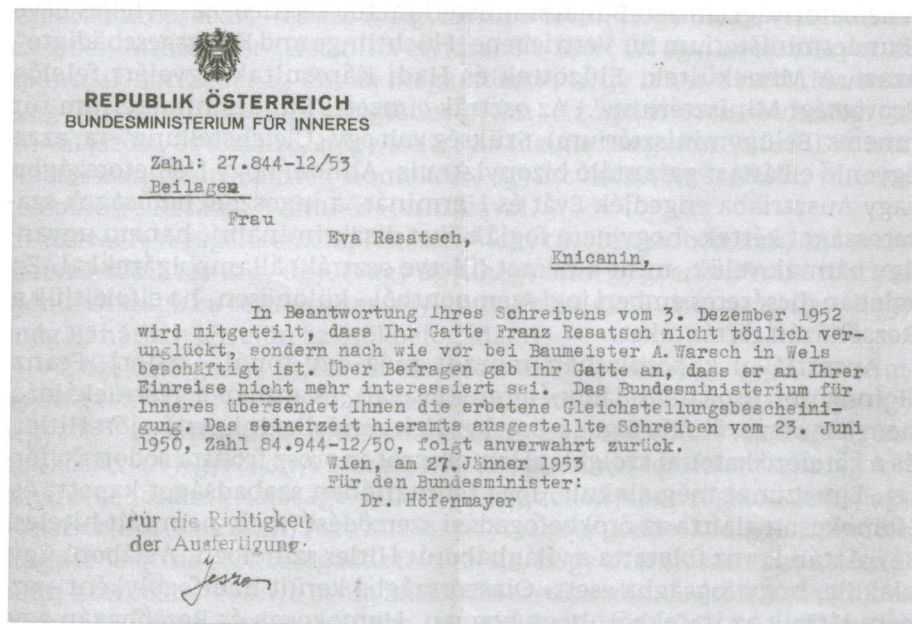 REPUBLIK ÖSTERREICH
BUNDESMINISTERIUM FÜR INNERES
Zahl: 27.844-12/53
Beilagen
Frau
Eva Resatsch,
Knicanin,
In Beantwortung Ihres Schreibens vom 3. Dezember 1952
wird mitgeteilt, dass Ihr Gatte Franz Resatsch nicht tödlich ver-
unglückt, sondern nach wie vor bei Baumeister A.Warsch in Wels
beschäftigt ist. Über Befragen gab Ihr Gatte an, dass er an Ihrer
Einreise nicht mehr interessiert sei. Das Bundesministerium für
Inneres übersendet Ihnen die erbetene Gleichstellungsbescheini-
gung. Das seinerzeit hieramts ausgestellte Schreiben vom 23. Juni
1950, Zahl 84.944-12/50, folgt anverwahrt zurück.
Wien, am 27.Jänner 1953
Für den Bundesminister:
Dr. Höfenmayer
Für die Richtigkeit
der Ausfertigung: